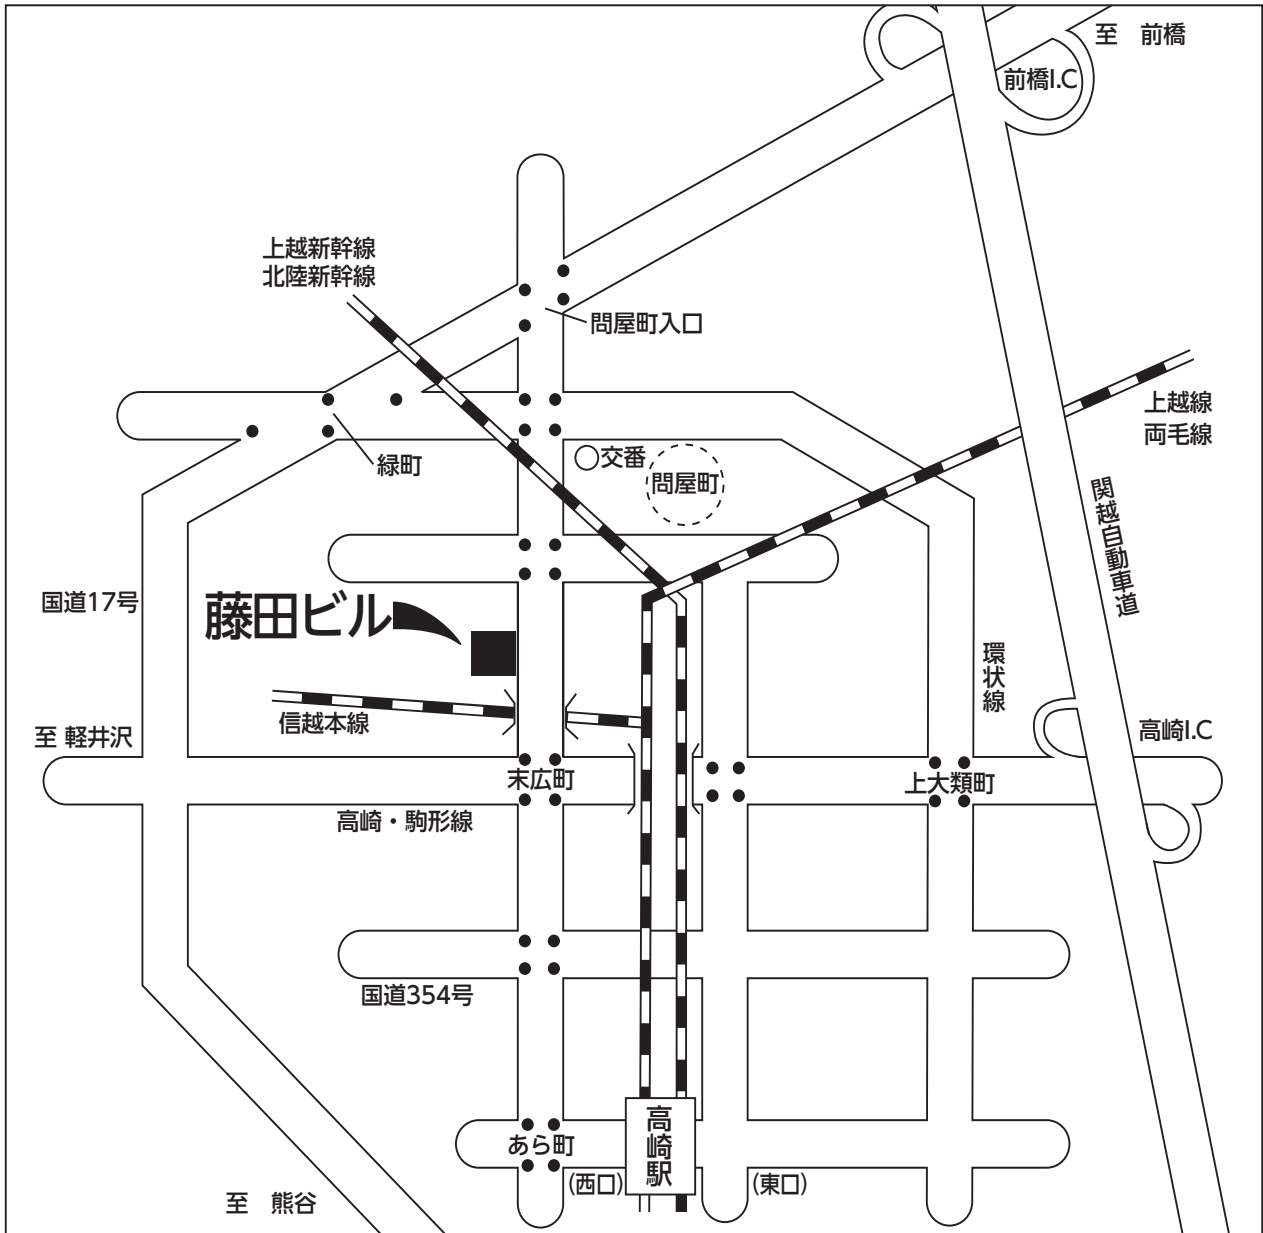 至　前橋
前橋I.C
上越新幹線
北陸新幹線
問屋町入口
上越線
両毛線
緑町
交番
問屋町
関越自動車道
国道17号
藤田ビル
環状線
信越本線
至 軽井沢
高崎I.C
末広町
上大類町
高崎・駒形線
国道354号
高崎駅
あら町
(西口)
(東口)
至　熊谷